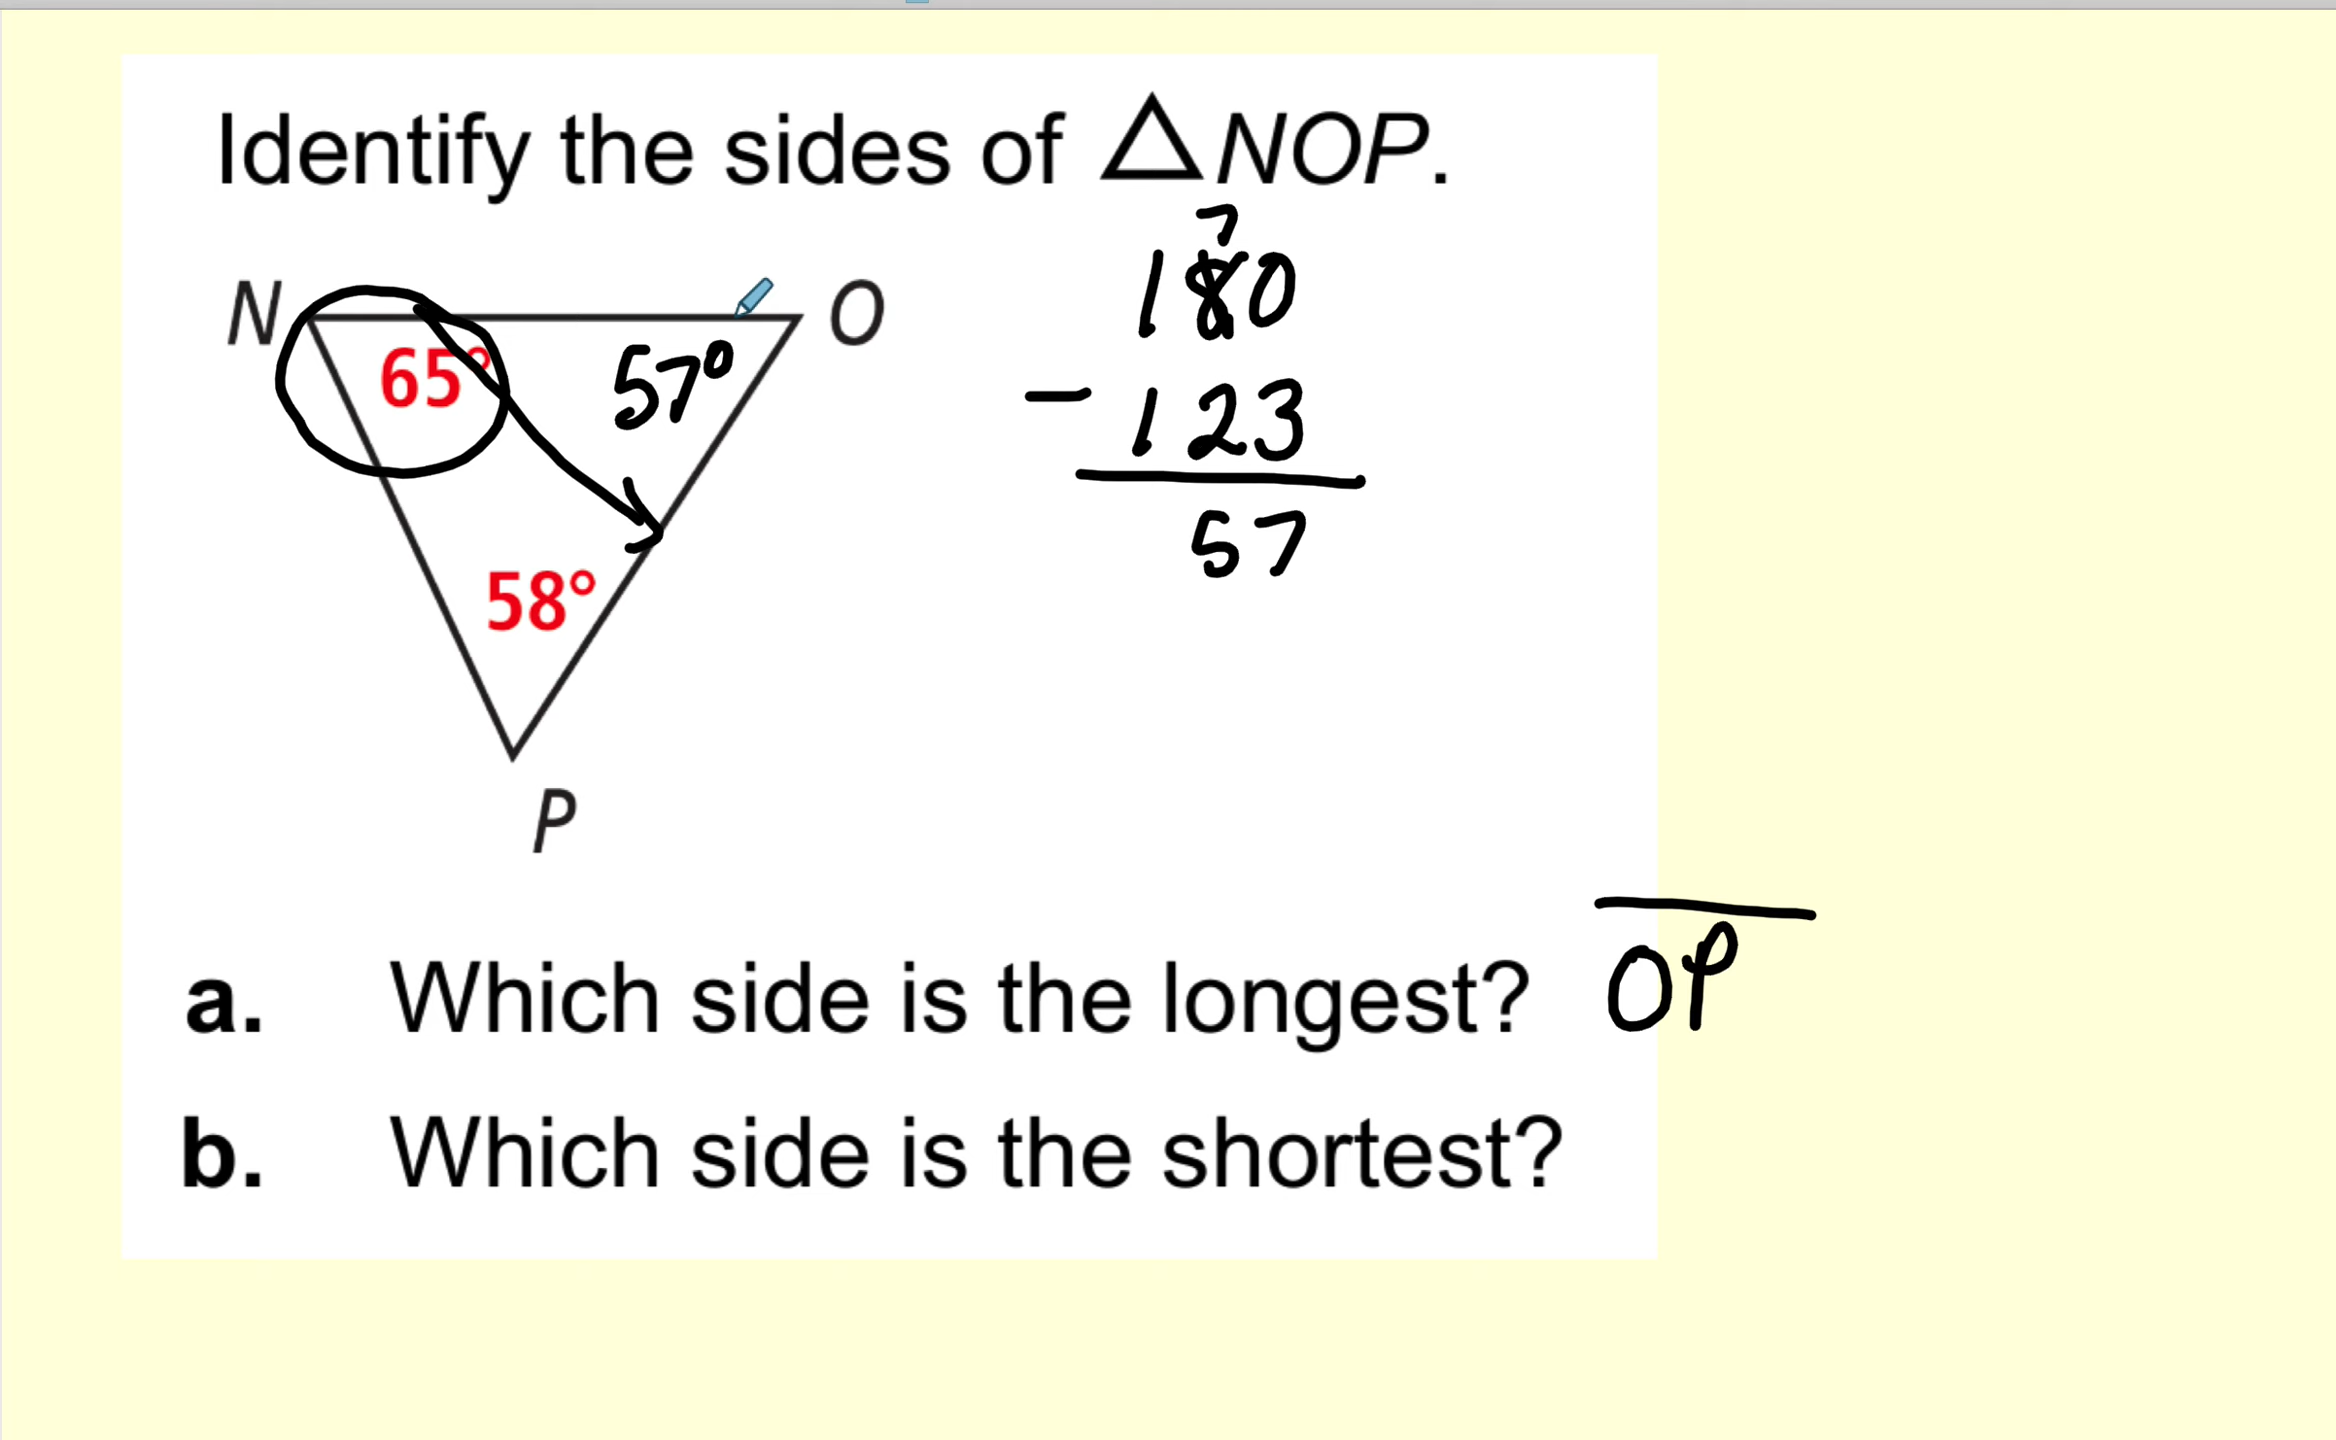 Identify the sides of △NOP.
7
180
N
O
65°
57°
- 123
57
58°
P
a. Which side is the longest? OP
b. Which side is the shortest?